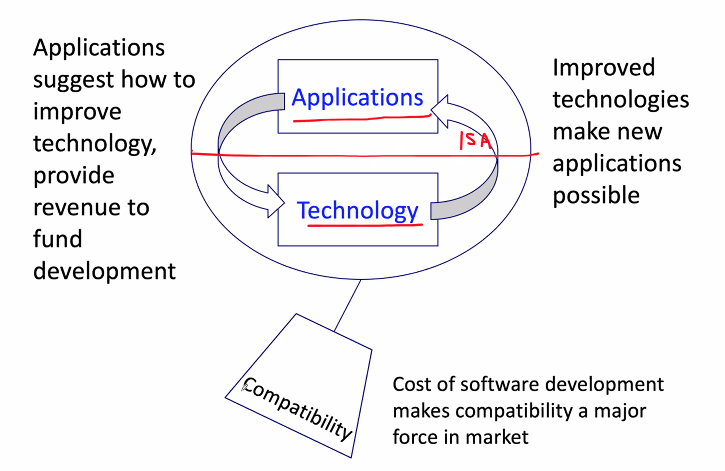 Applications
suggest how to
improve
technology,
provide
revenue to
fund
development
Applications
ISA
Technology
Improved
technologies
make new
applications
possible
Compatibility
Cost of software development
makes compatibility a major
force in market